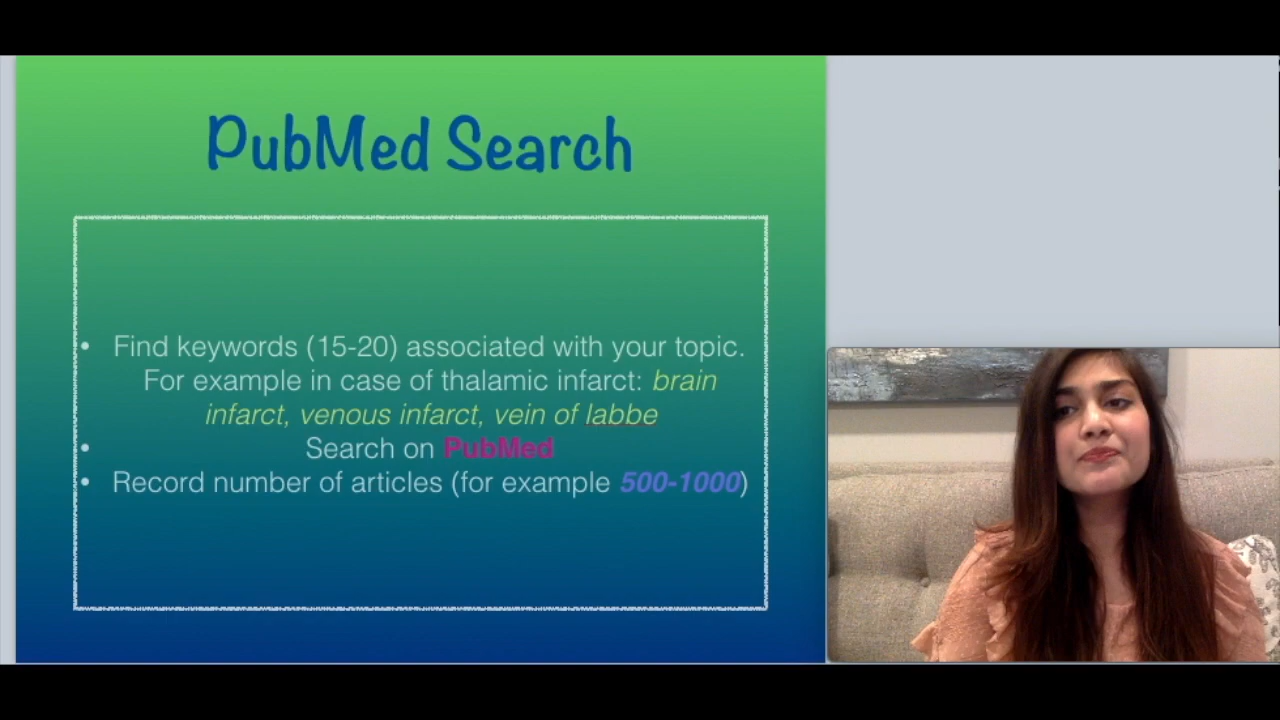 PubMed Search
• Find keywords (15-20) associated with your topic.
For example in case of thalamic infarct: brain
infarct, venous infarct, vein of labbe
• Search on PubMed
• Record number of articles (for example 500-1000)